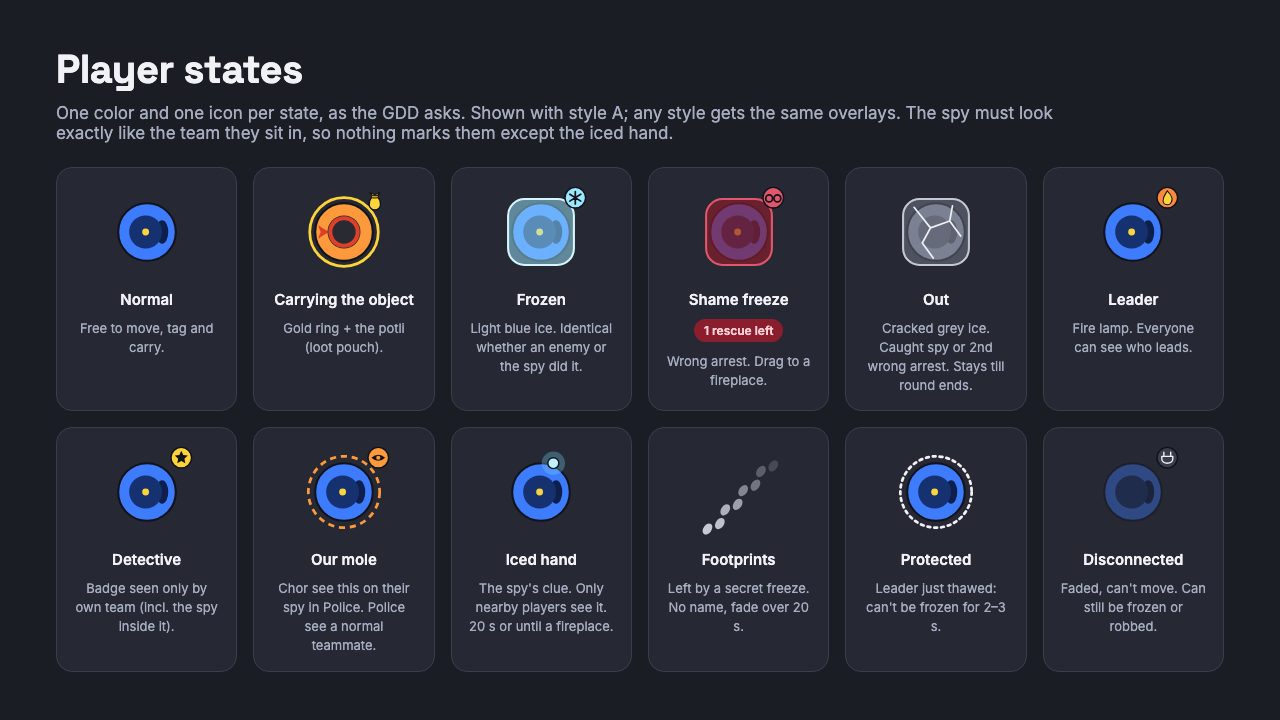 Player states
One color and one icon per state, as the GDD asks. Shown with style A; any style gets the same overlays. The spy must look
exactly like the team they sit in, so nothing marks them except the iced hand.
Normal
Free to move, tag and
carry.
Carrying the object
Gold ring + the potli
(loot pouch).
Frozen
Light blue ice. Identical
whether an enemy or
the spy did it.
Shame freeze
1 rescue left
Wrong arrest. Drag to a
fireplace.
Out
Cracked grey ice.
Caught spy or 2nd
wrong arrest. Stays till
round ends.
Leader
Fire lamp. Everyone
can see who leads.
Detective
Badge seen only by
own team (incl. the spy
inside it).
Our mole
Chor see this on their
spy in Police. Police
see a normal
teammate.
Iced hand
The spy's clue. Only
nearby players see it.
20 s or until a fireplace.
Footprints
Left by a secret freeze.
No name, fade over 20
s.
Protected
Leader just thawed:
can't be frozen for 2–3
s.
Disconnected
Faded, can't move. Can
still be frozen or
robbed.